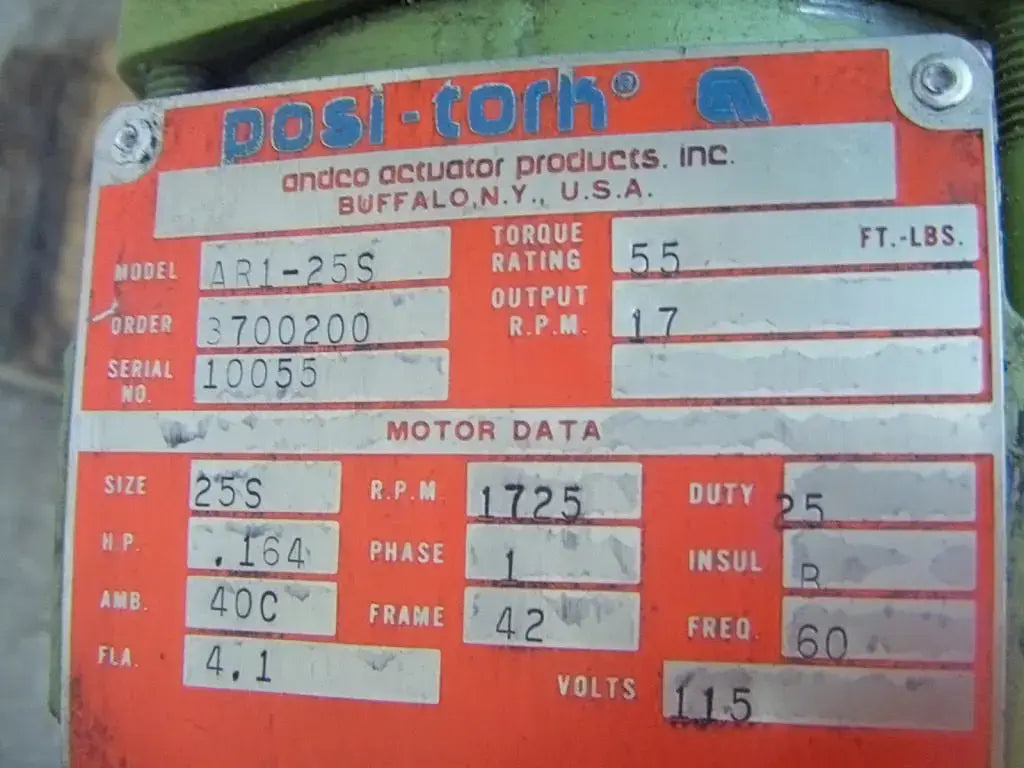 posi-tork® a
andco actuator products, inc.
BUFFALO, N.Y., U.S.A.
MODEL AR1-25S TORQUE RATING 55 FT.-LBS.
ORDER 3700200 OUTPUT R.P.M. 17
SERIAL NO. 10055
MOTOR DATA
SIZE 25S R.P.M. 1725 DUTY 25
H.P. .164 PHASE 1 INSUL B
AMB. 40C FRAME 42 FREQ. 60
FLA. 4.1 VOLTS 115